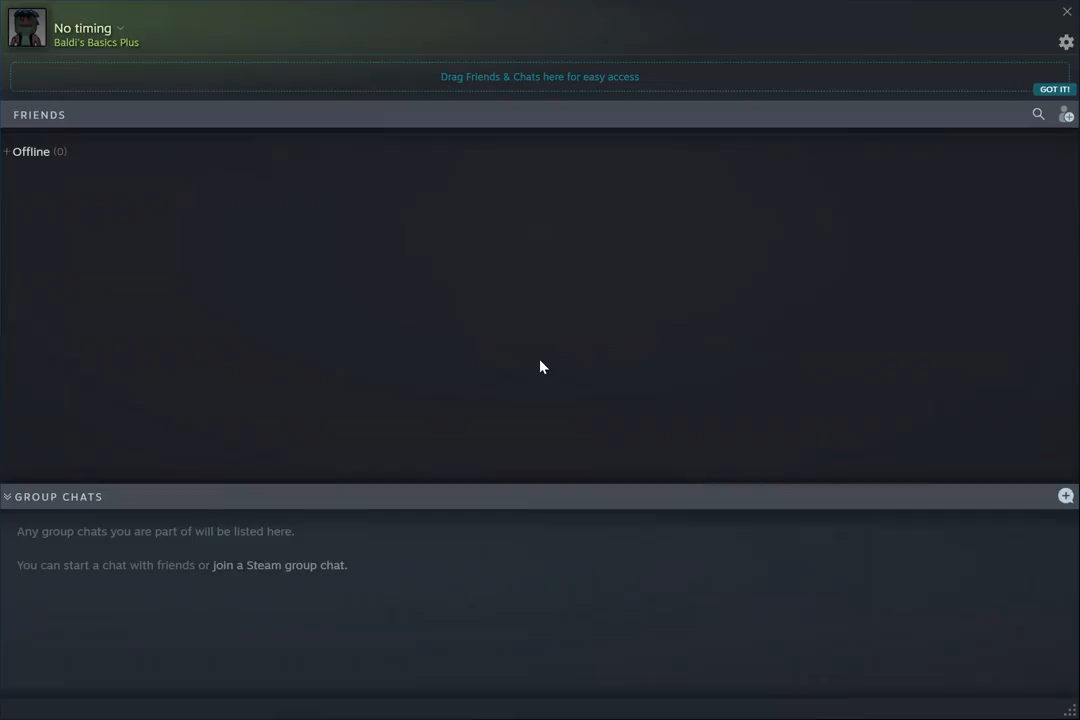 No timing
Baldi's Basics Plus
Drag Friends & Chats here for easy access
GOT IT!
FRIENDS
+ Offline (0)
GROUP CHATS
Any group chats you are part of will be listed here.
You can start a chat with friends or join a Steam group chat.